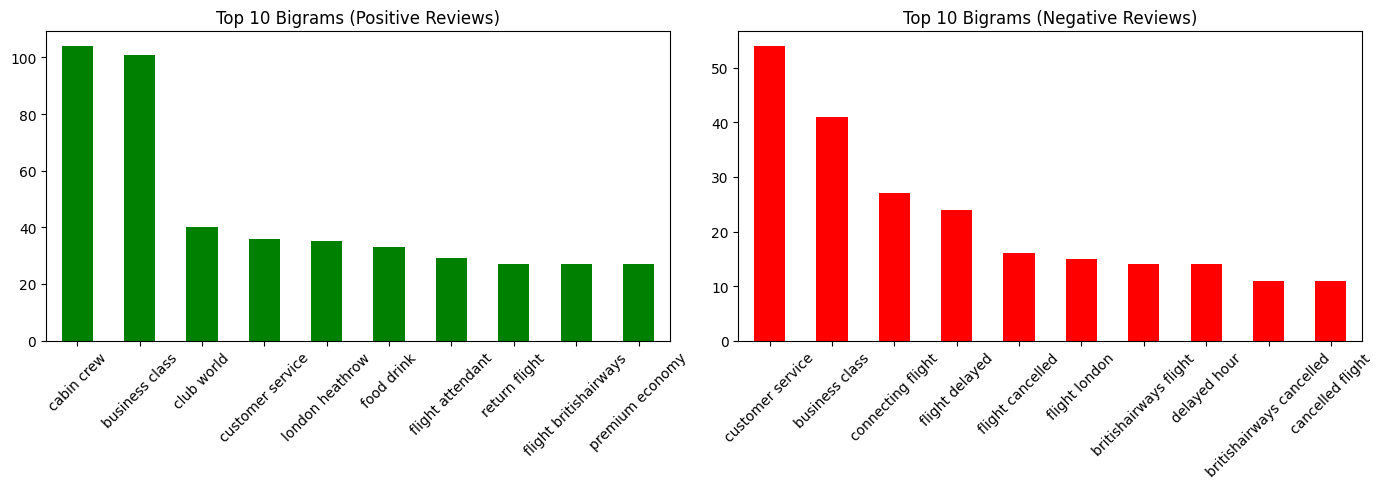 Top 10 Bigrams (Positive Reviews)
100
80
60
40
20
0
cabin crew
business class
club world
customer service
london heathrow
food drink
flight attendant
return flight
flight britishairways
premium economy
Top 10 Bigrams (Negative Reviews)
50
40
30
20
10
0
customer service
business class
connecting flight
flight delayed
flight cancelled
flight london
britishairways flight
delayed hour
britishairways cancelled
cancelled flight